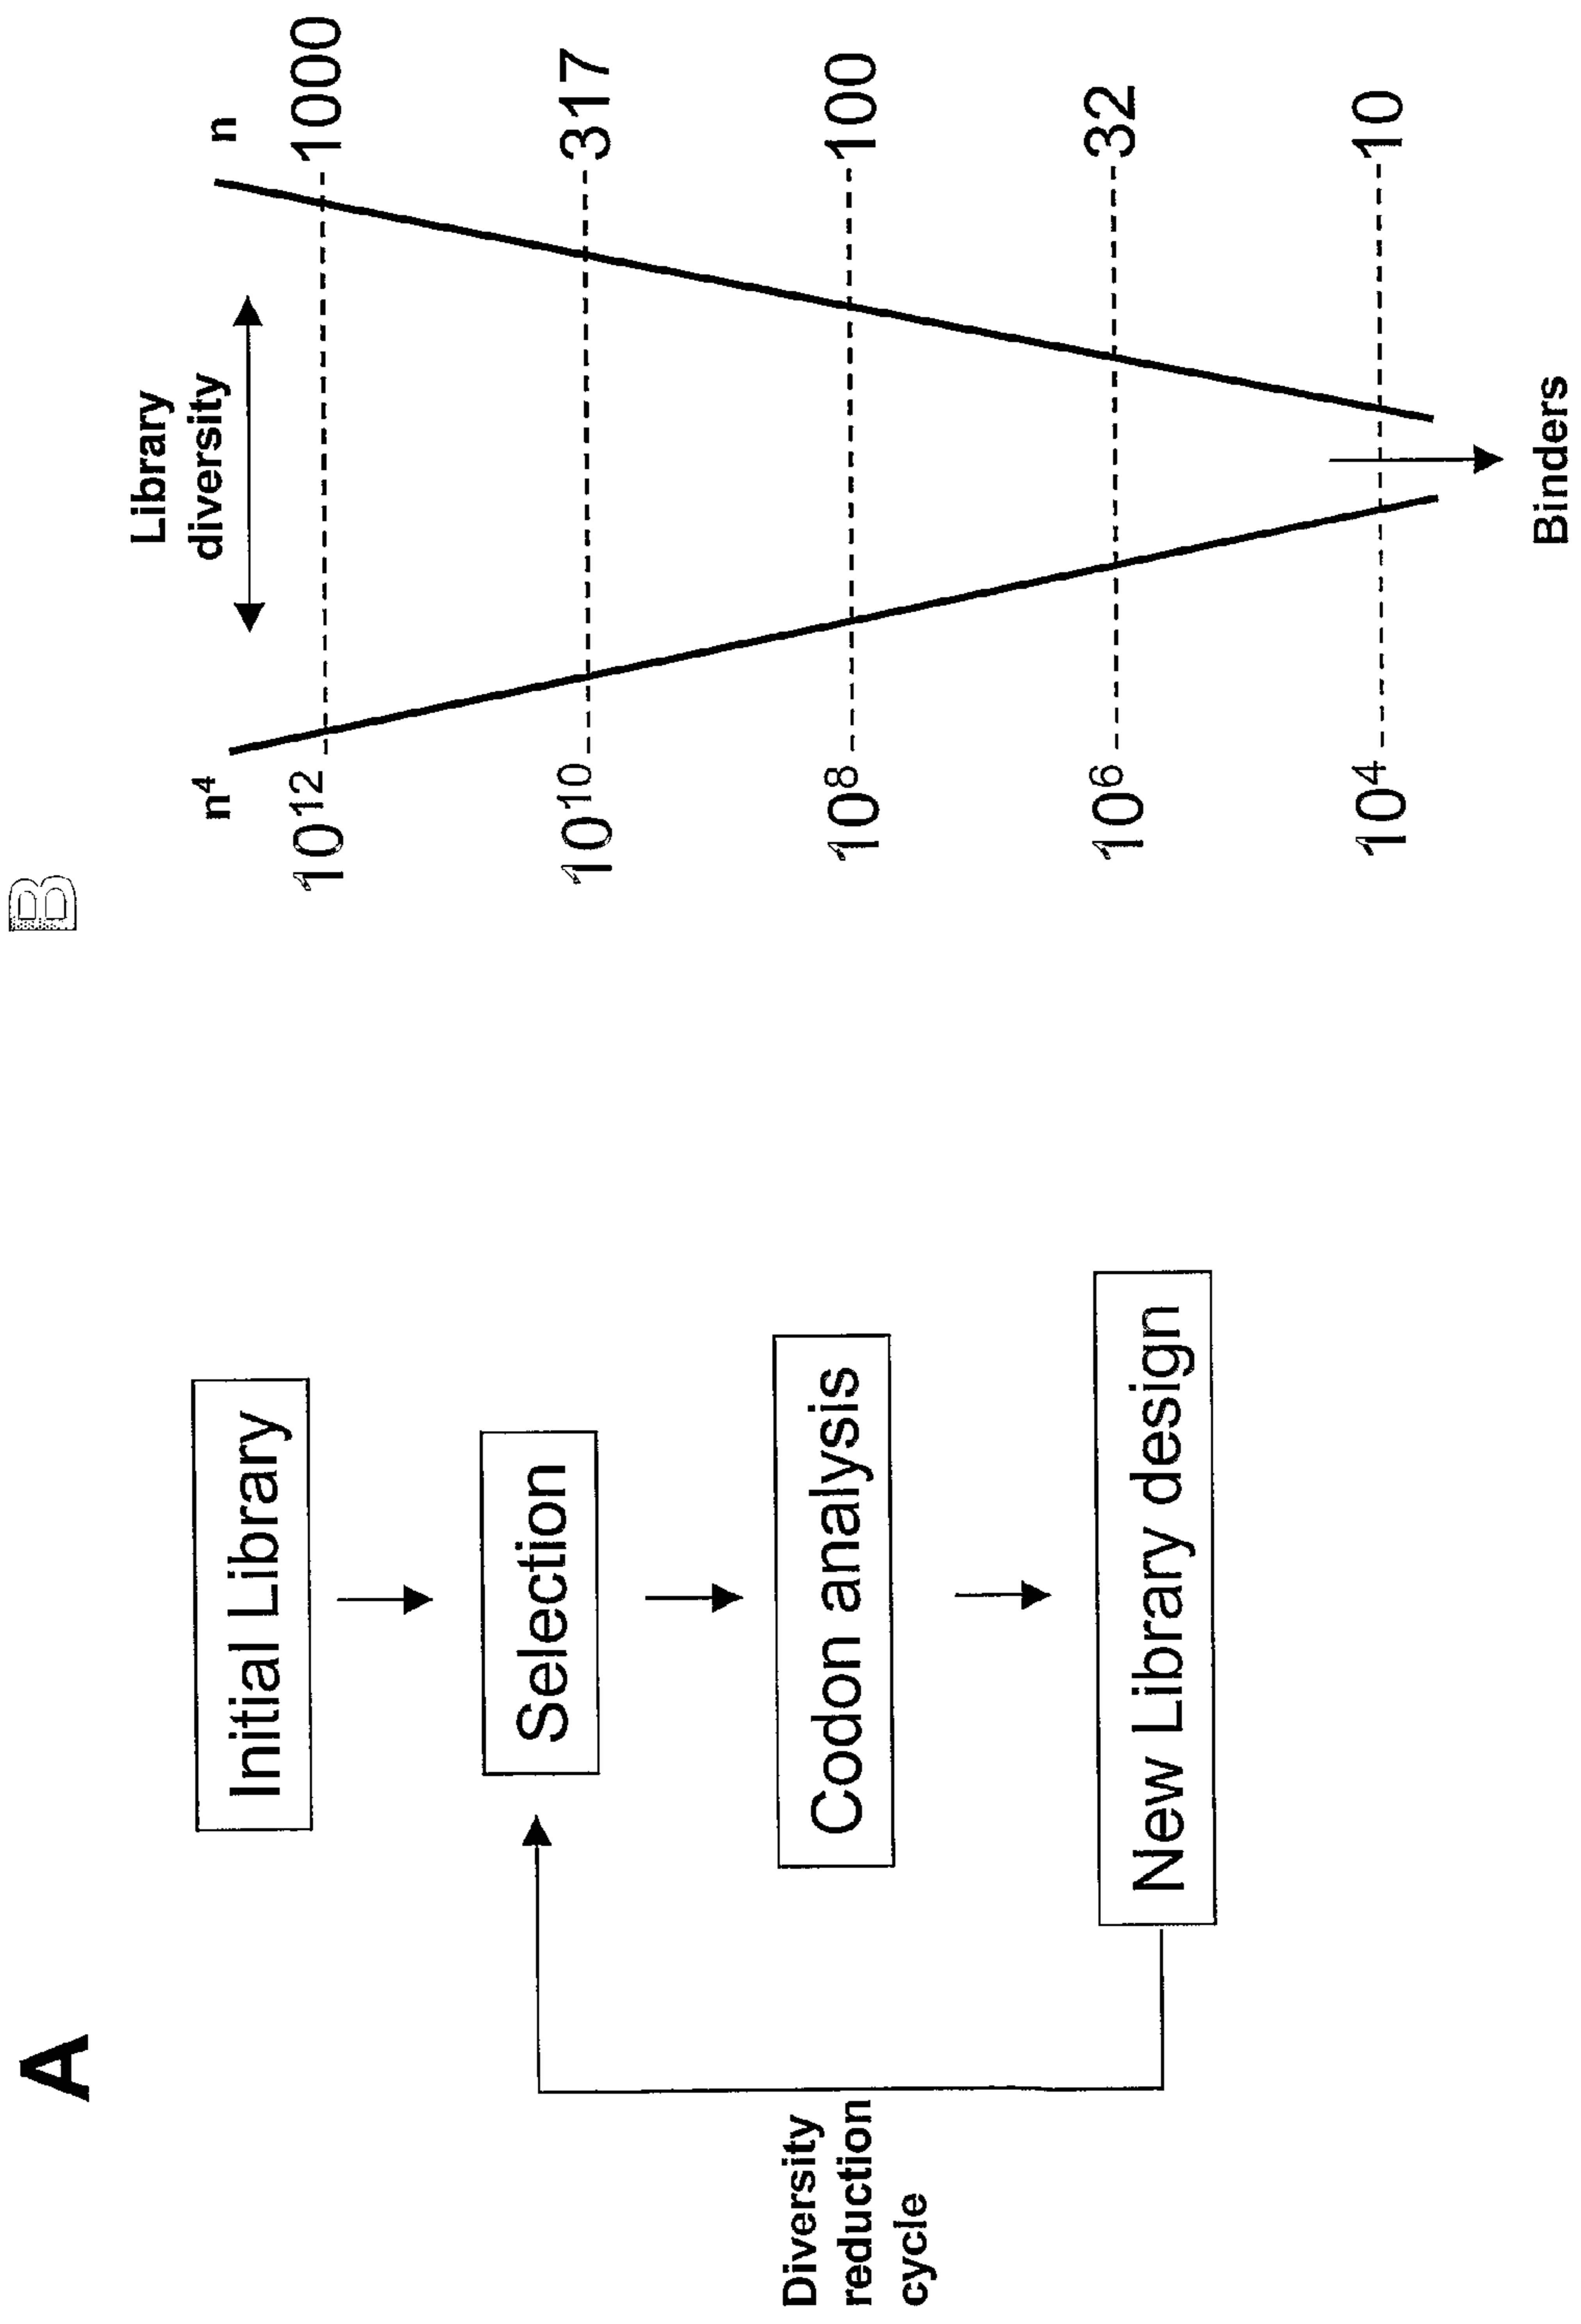 A
Initial Library
Selection
Codon analysis
New Library design
Diversity
reduction
cycle
B
Library
diversity
n⁴
n
10¹² 1000
10¹⁰ 317
10⁸ 100
10⁶ 32
10⁴ 10
Binders